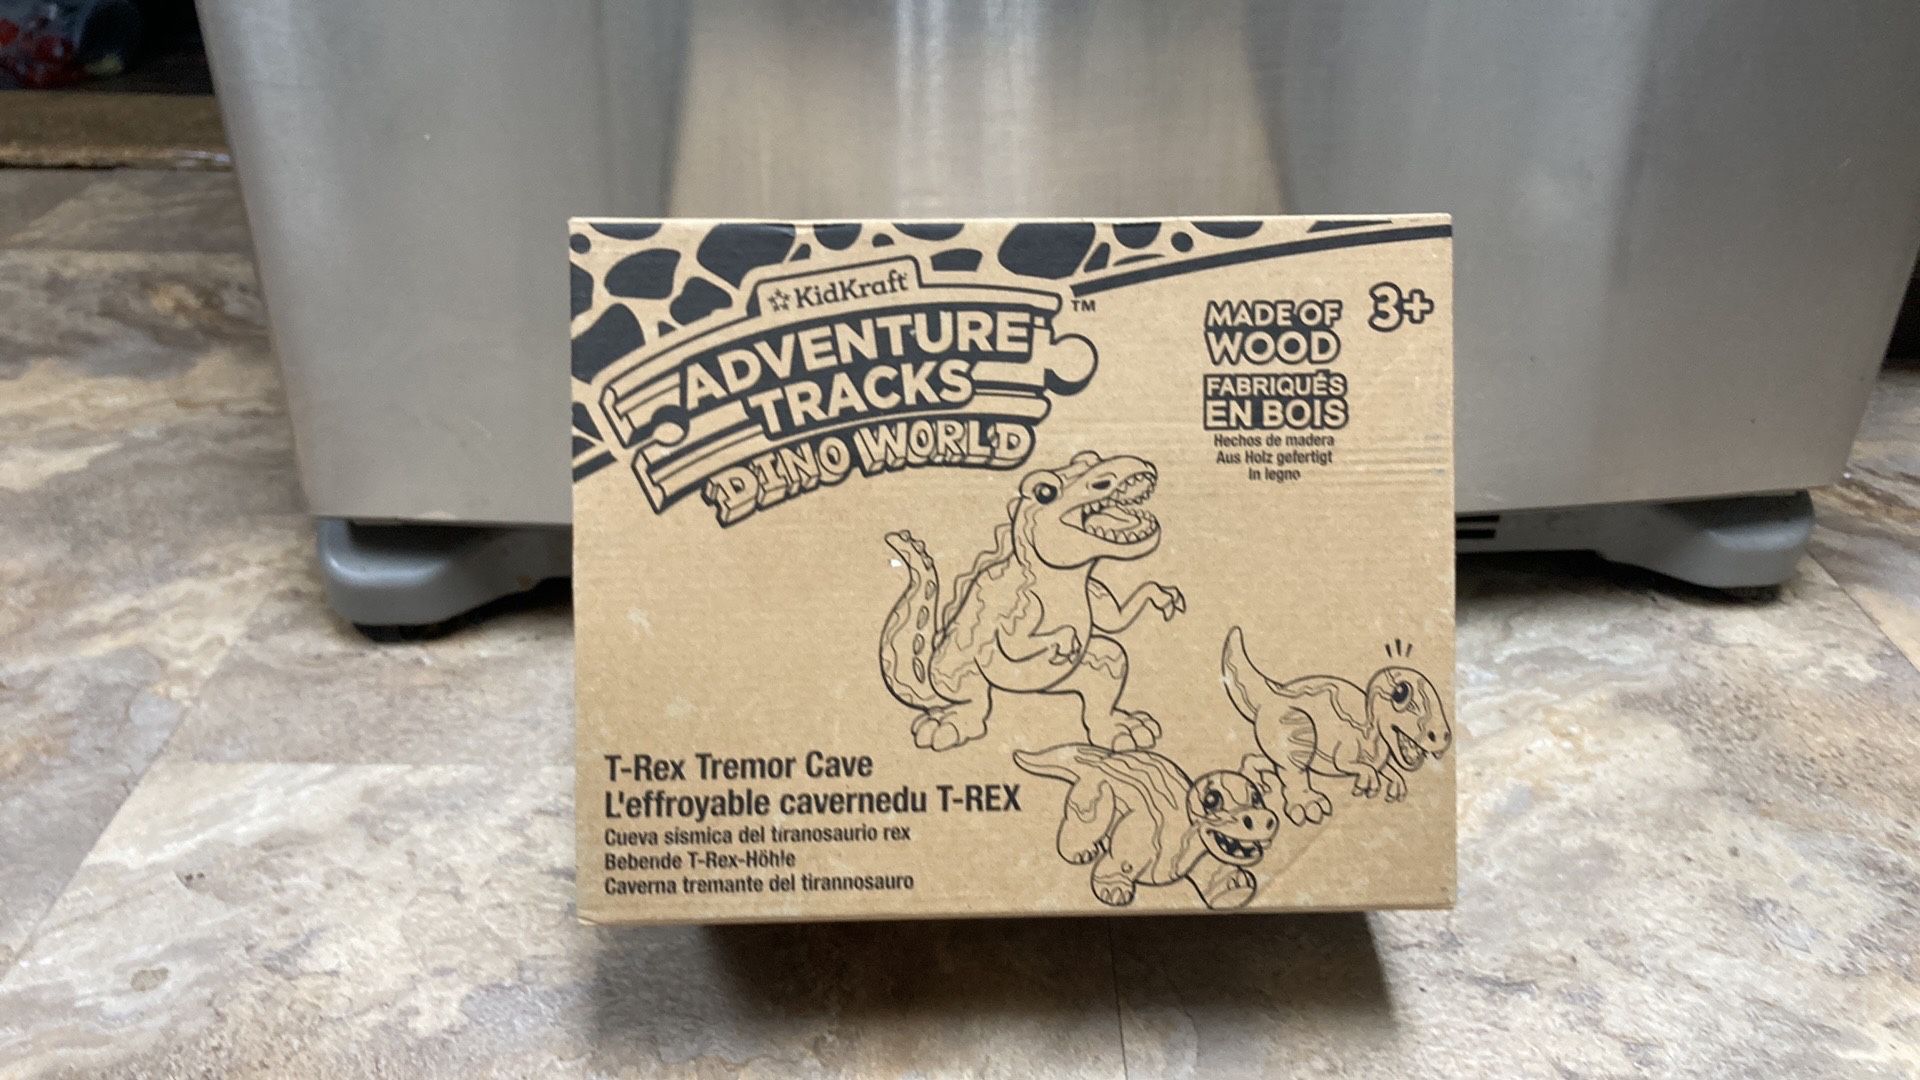 KidKraft
ADVENTURE
TRACKS
DINO WORLD
TM
MADE OF
WOOD
3+
FABRIQUÉS
EN BOIS
Hechos de madera
Aus Holz gefertigt
In legno
T-Rex Tremor Cave
L'effroyable cavernedu T-REX
Cueva sísmica del tiranosaurio rex
Bebende T-Rex-Höhle
Caverna tremante del tirannosauro